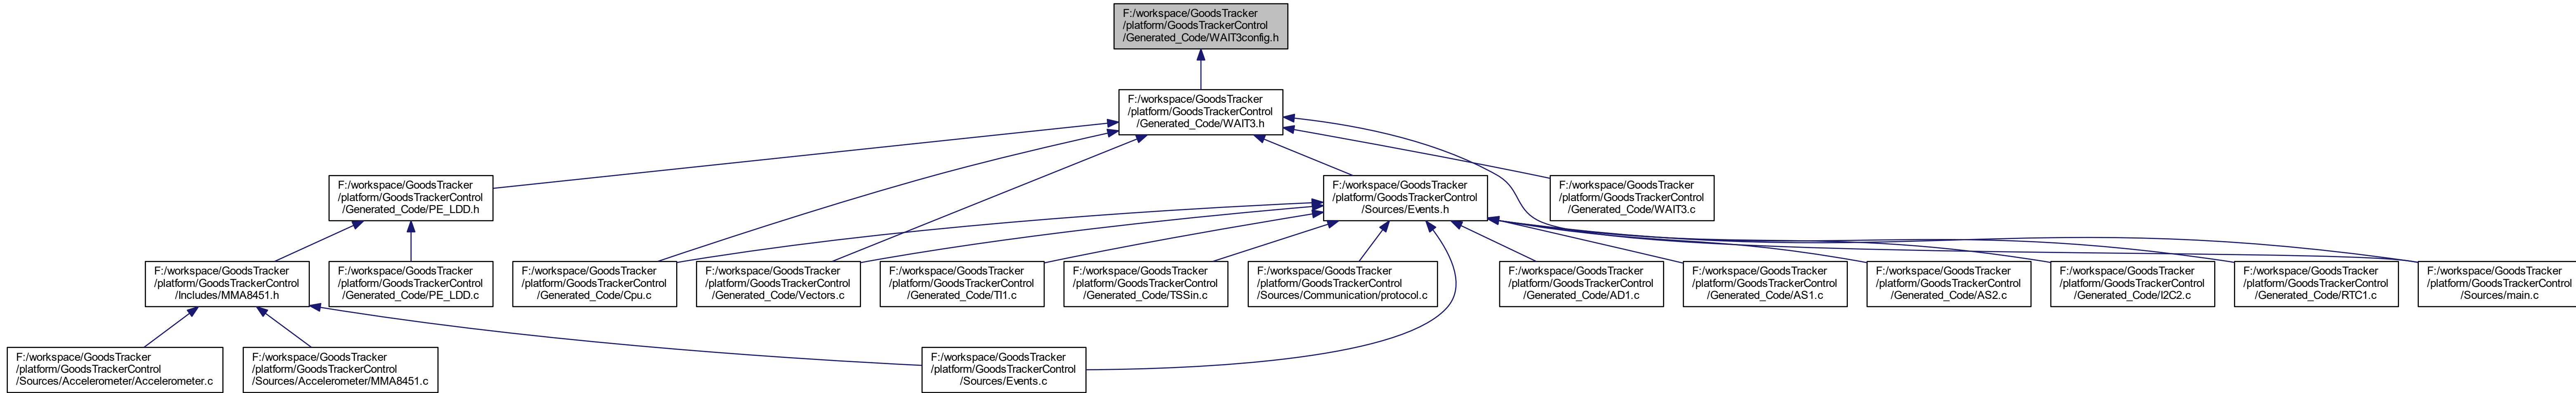 F:/workspace/GoodsTracker
/platform/GoodsTrackerControl
/Generated_Code/WAIT3config.h
F:/workspace/GoodsTracker
/platform/GoodsTrackerControl
/Generated_Code/WAIT3.h
F:/workspace/GoodsTracker
/platform/GoodsTrackerControl
/Generated_Code/PE_LDD.h
F:/workspace/GoodsTracker
/platform/GoodsTrackerControl
/Sources/Events.h
F:/workspace/GoodsTracker
/platform/GoodsTrackerControl
/Generated_Code/WAIT3.c
F:/workspace/GoodsTracker
/platform/GoodsTrackerControl
/Includes/MMA8451.h
F:/workspace/GoodsTracker
/platform/GoodsTrackerControl
/Generated_Code/PE_LDD.c
F:/workspace/GoodsTracker
/platform/GoodsTrackerControl
/Generated_Code/Cpu.c
F:/workspace/GoodsTracker
/platform/GoodsTrackerControl
/Generated_Code/Vectors.c
F:/workspace/GoodsTracker
/platform/GoodsTrackerControl
/Generated_Code/TI1.c
F:/workspace/GoodsTracker
/platform/GoodsTrackerControl
/Generated_Code/TSSin.c
F:/workspace/GoodsTracker
/platform/GoodsTrackerControl
/Sources/Communication/protocol.c
F:/workspace/GoodsTracker
/platform/GoodsTrackerControl
/Generated_Code/AD1.c
F:/workspace/GoodsTracker
/platform/GoodsTrackerControl
/Generated_Code/AS1.c
F:/workspace/GoodsTracker
/platform/GoodsTrackerControl
/Generated_Code/AS2.c
F:/workspace/GoodsTracker
/platform/GoodsTrackerControl
/Generated_Code/I2C2.c
F:/workspace/GoodsTracker
/platform/GoodsTrackerControl
/Generated_Code/RTC1.c
F:/workspace/GoodsTracker
/platform/GoodsTrackerControl
/Sources/main.c
F:/workspace/GoodsTracker
/platform/GoodsTrackerControl
/Sources/Accelerometer/Accelerometer.c
F:/workspace/GoodsTracker
/platform/GoodsTrackerControl
/Sources/Accelerometer/MMA8451.c
F:/workspace/GoodsTracker
/platform/GoodsTrackerControl
/Sources/Events.c